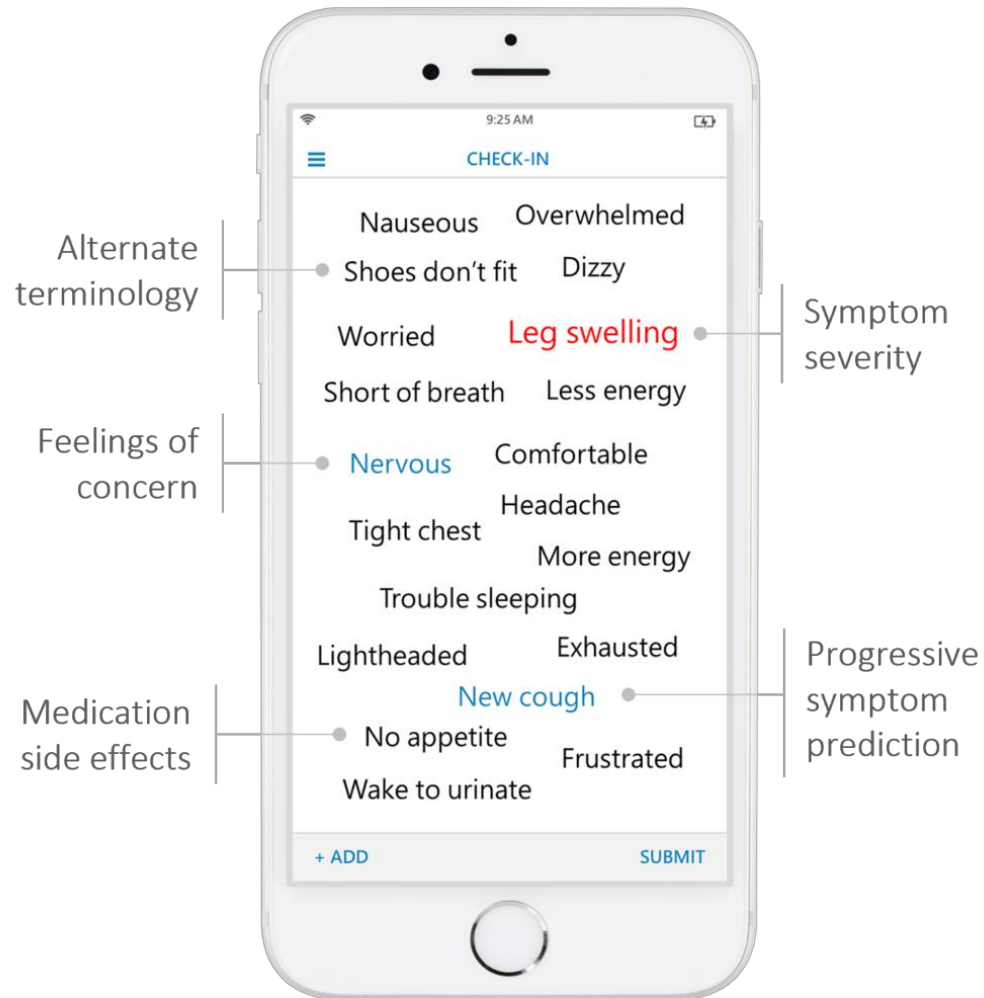 9:25 AM
CHECK-IN
Nauseous
Overwhelmed
Alternate
terminology
Shoes don't fit
Dizzy
Worried
Leg swelling
Symptom
severity
Short of breath
Less energy
Feelings of
concern
Nervous
Comfortable
Headache
Tight chest
More energy
Trouble sleeping
Lightheaded
Exhausted
Progressive
symptom
prediction
New cough
Medication
side effects
No appetite
Frustrated
Wake to urinate
+ ADD
SUBMIT